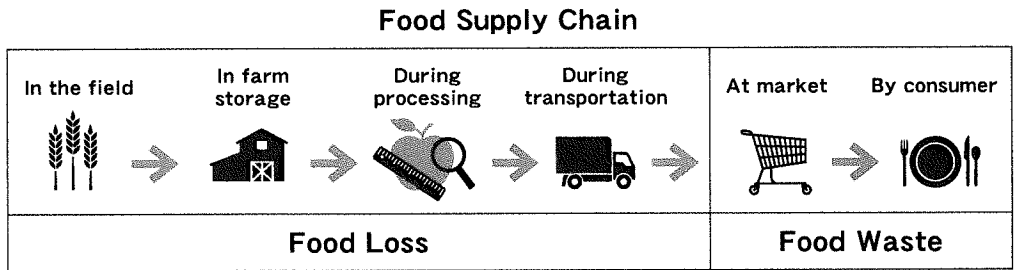 Food Supply Chain
In the field
In farm
storage
During
processing
During
transportation
At market
By consumer
Food Loss
Food Waste